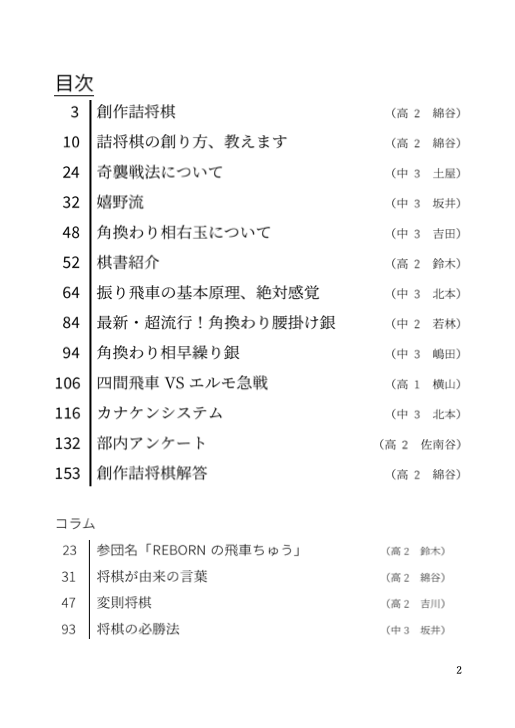 目次
3 創作詰将棋 （高 2 綿谷）
10 詰将棋の創り方、教えます （高 2 綿谷）
24 奇襲戦法について （中 3 土屋）
32 嬉野流 （中 3 坂井）
48 角換わり相右玉について （中 3 吉田）
52 棋書紹介 （高 2 鈴木）
64 振り飛車の基本原理、絶対感覚 （中 3 北本）
84 最新・超流行！角換わり腰掛け銀 （中 2 若林）
94 角換わり相早繰り銀 （中 3 嶋田）
106 四間飛車 VS エルモ急戦 （高 1 横山）
116 カナケンシステム （中 3 北本）
132 部内アンケート （高 2 佐南谷）
153 創作詰将棋解答 （高 2 綿谷）
コラム
23 参団名「REBORN の飛車ちゅう」 （高 2 鈴木）
31 将棋が由来の言葉 （高 2 綿谷）
47 変則将棋 （高 2 吉川）
93 将棋の必勝法 （中 3 坂井）
2